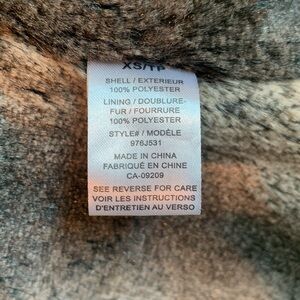 XS/TP
SHELL / EXTERIEUR
100% POLYESTER
LINING / DOUBLURE-
FUR / FOURRURE
100% POLYESTER
STYLE# / MODÈLE
976J531
MADE IN CHINA
FABRIQUÉ EN CHINE
CA-09209
SEE REVERSE FOR CARE
VOIR LES INSTRUCTIONS
D'ENTRETIEN AU VERSO